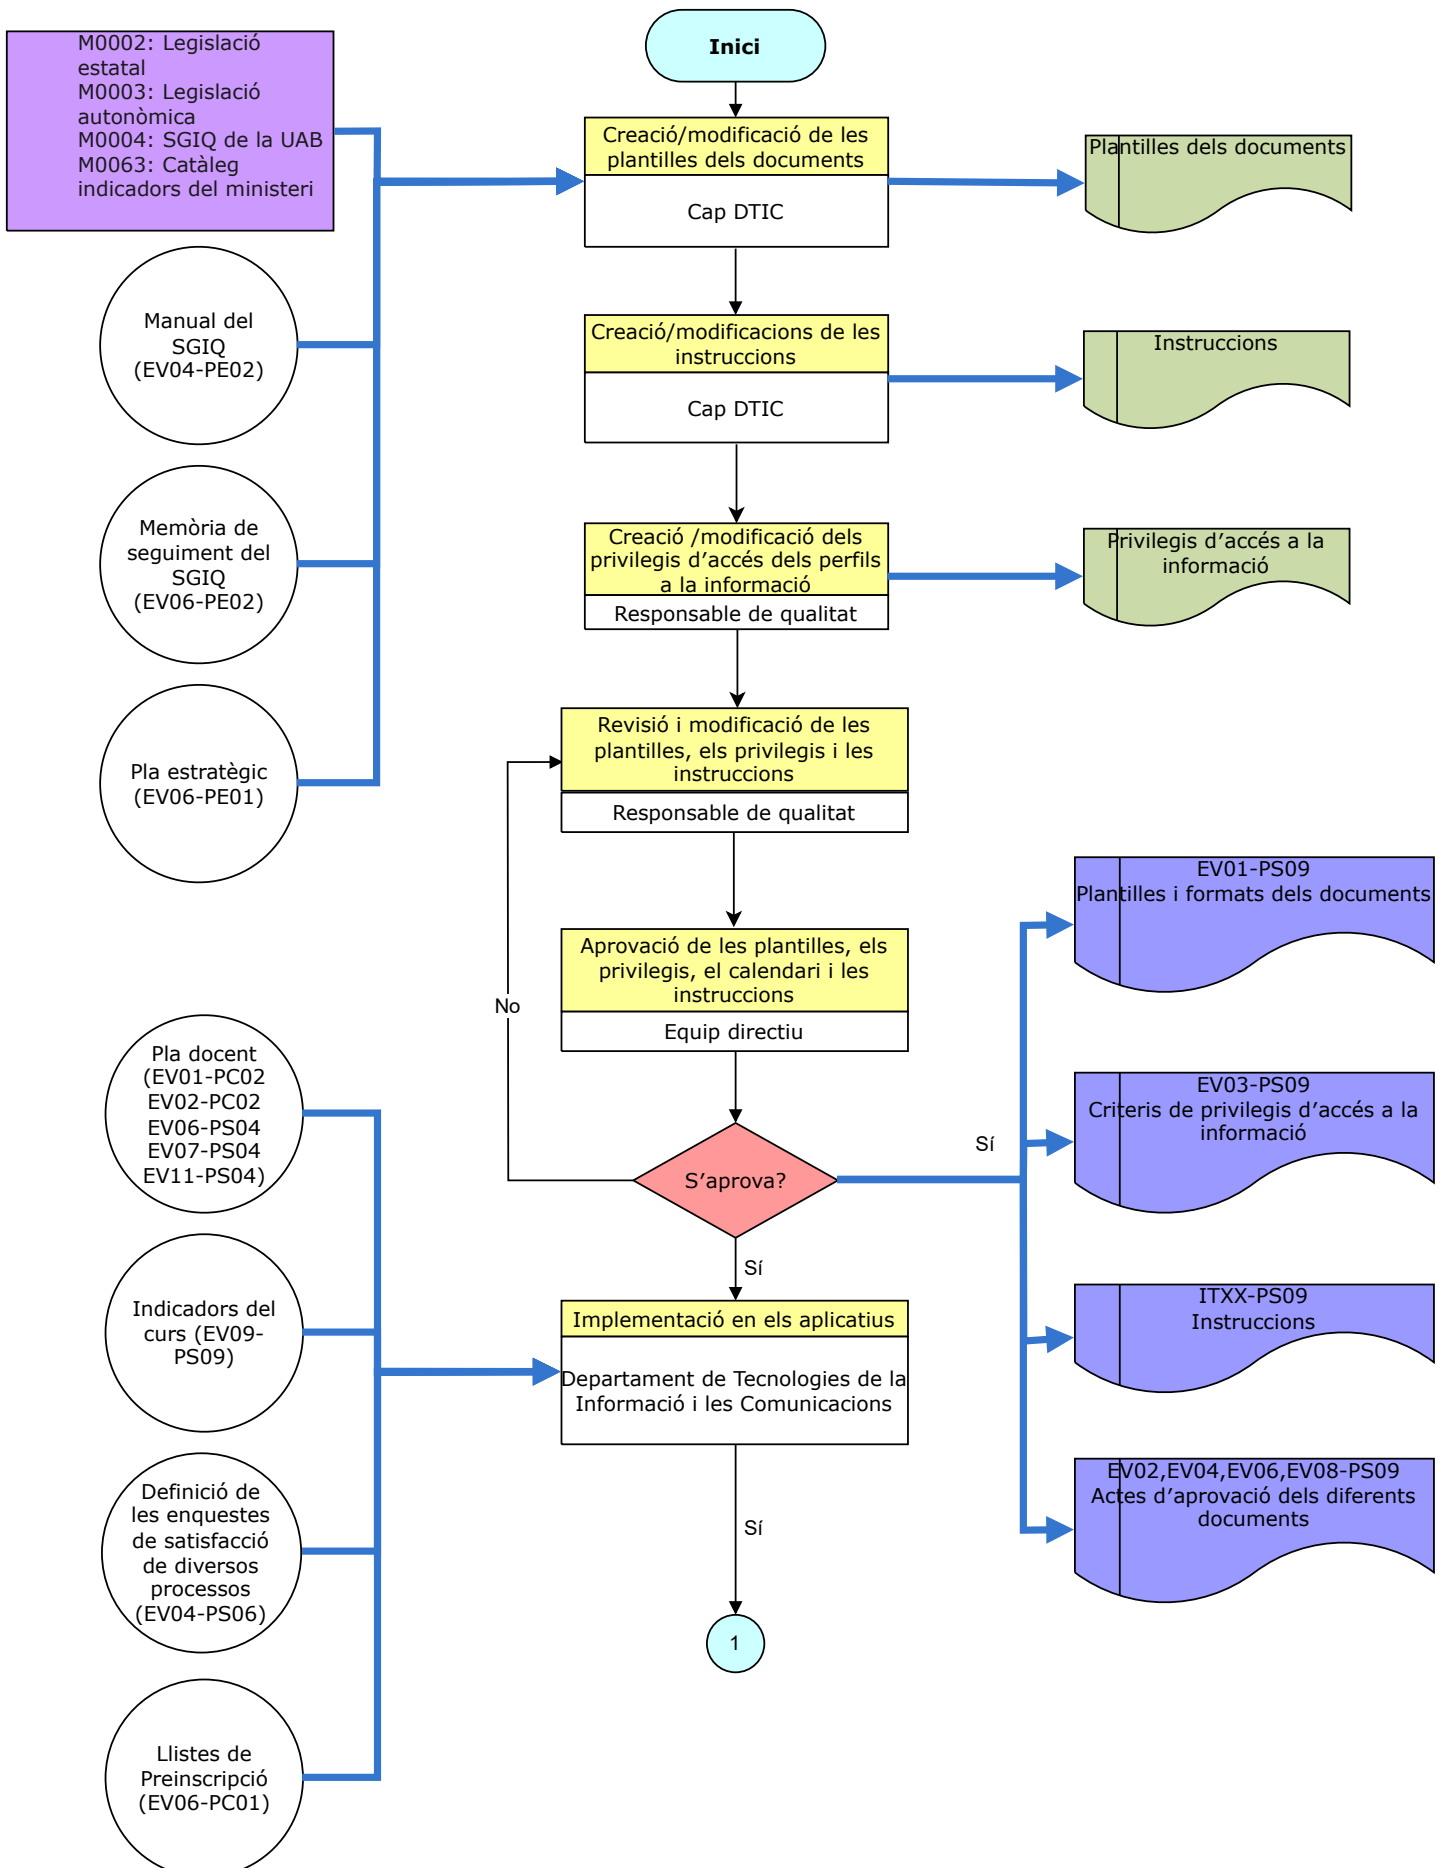 M0002: Legislació
estatal
M0003: Legislació
autonòmica
M0004: SGIQ de la UAB
M0063: Catàleg
indicadors del ministeri
Inici
Creació/modificació de les
plantilles dels documents
Cap DTIC
Plantilles dels documents
Manual del
SGIQ
(EV04-PE02)
Creació/modificacions de les
instruccions
Cap DTIC
Instruccions
Memòria de
seguiment del
SGIQ
(EV06-PE02)
Creació /modificació dels
privilegis d’accés dels perfils
a la informació
Responsable de qualitat
Privilegis d’accés a la
informació
Pla estratègic
(EV06-PE01)
Revisió i modificació de les
plantilles, els privilegis i les
instruccions
Responsable de qualitat
EV01-PS09
Plantilles i formats dels documents
Aprovació de les plantilles, els
privilegis, el calendari i les
instruccions
Equip directiu
No
Pla docent
(EV01-PC02
EV02-PC02
EV06-PS04
EV07-PS04
EV11-PS04)
S’aprova?
Sí
EV03-PS09
Criteris de privilegis d’accés a la
informació
Sí
Indicadors del
curs (EV09-
PS09)
Implementació en els aplicatius
Departament de Tecnologies de la
Informació i les Comunicacions
ITXX-PS09
Instruccions
Definició de
les enquestes
de satisfacció
de diversos
processos
(EV04-PS06)
Sí
EV02,EV04,EV06,EV08-PS09
Actes d’aprovació dels diferents
documents
1
Llistes de
Preinscripció
(EV06-PC01)